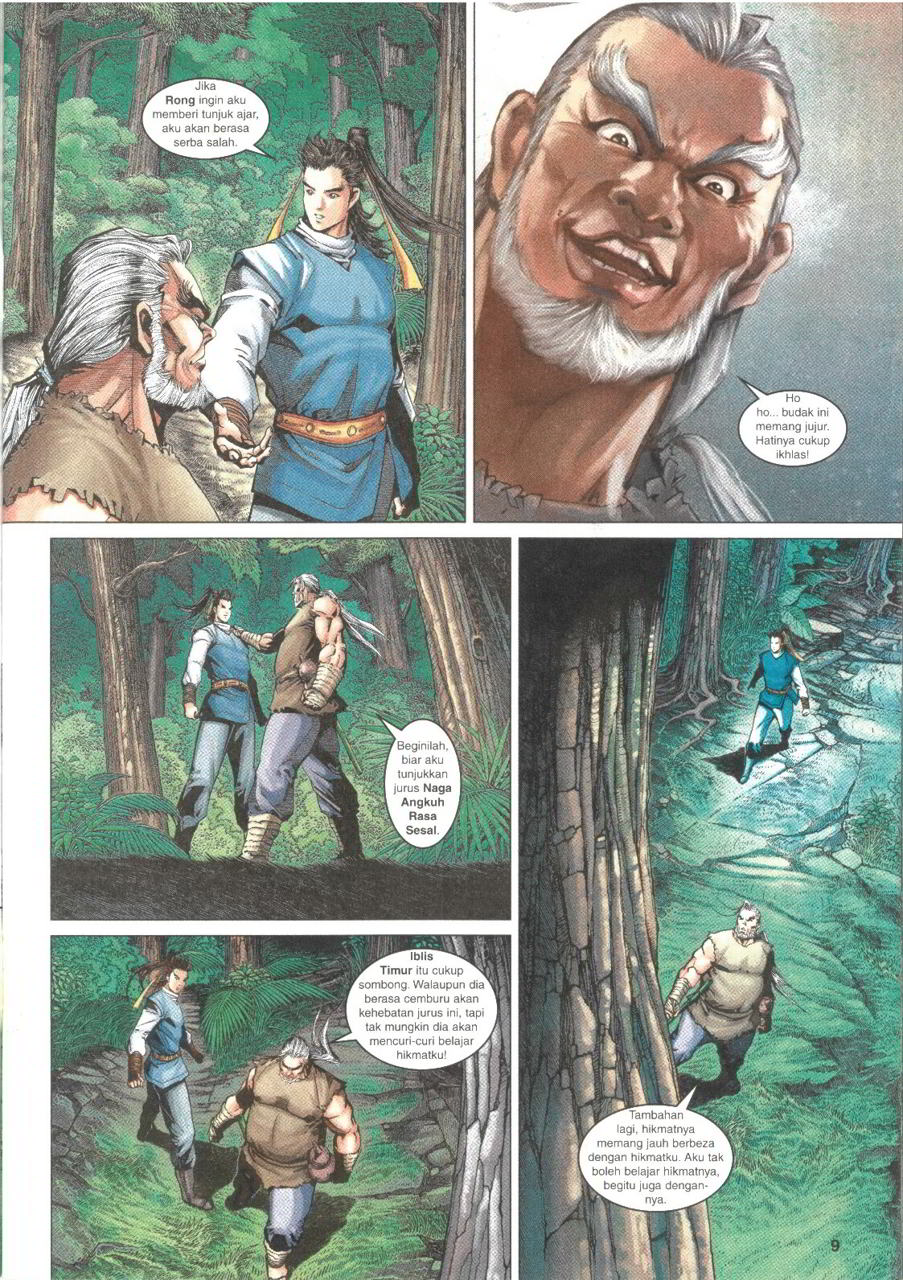 Jika
Rong ingin aku
memberi tunjuk ajar,
aku akan berasa
serba salah.
Ho
ho... budak ini
memang jujur.
Hatinya cukup
ikhlas!
Beginilah,
biar aku
tunjukkan
jurus Naga
Angkuh
Rasa
Sesal.
Iblis
Timur itu cukup
sombong. Walaupun dia
berasa cemburu akan
kehebatan jurus ini, tapi
tak mungkin dia akan
mencuri-curi belajar
hikmatku!
Tambahan
lagi, hikmatnya
memang jauh berbeza
dengan hikmatku. Aku tak
boleh belajar hikmatnya,
begitu juga dengan-
nya.
9